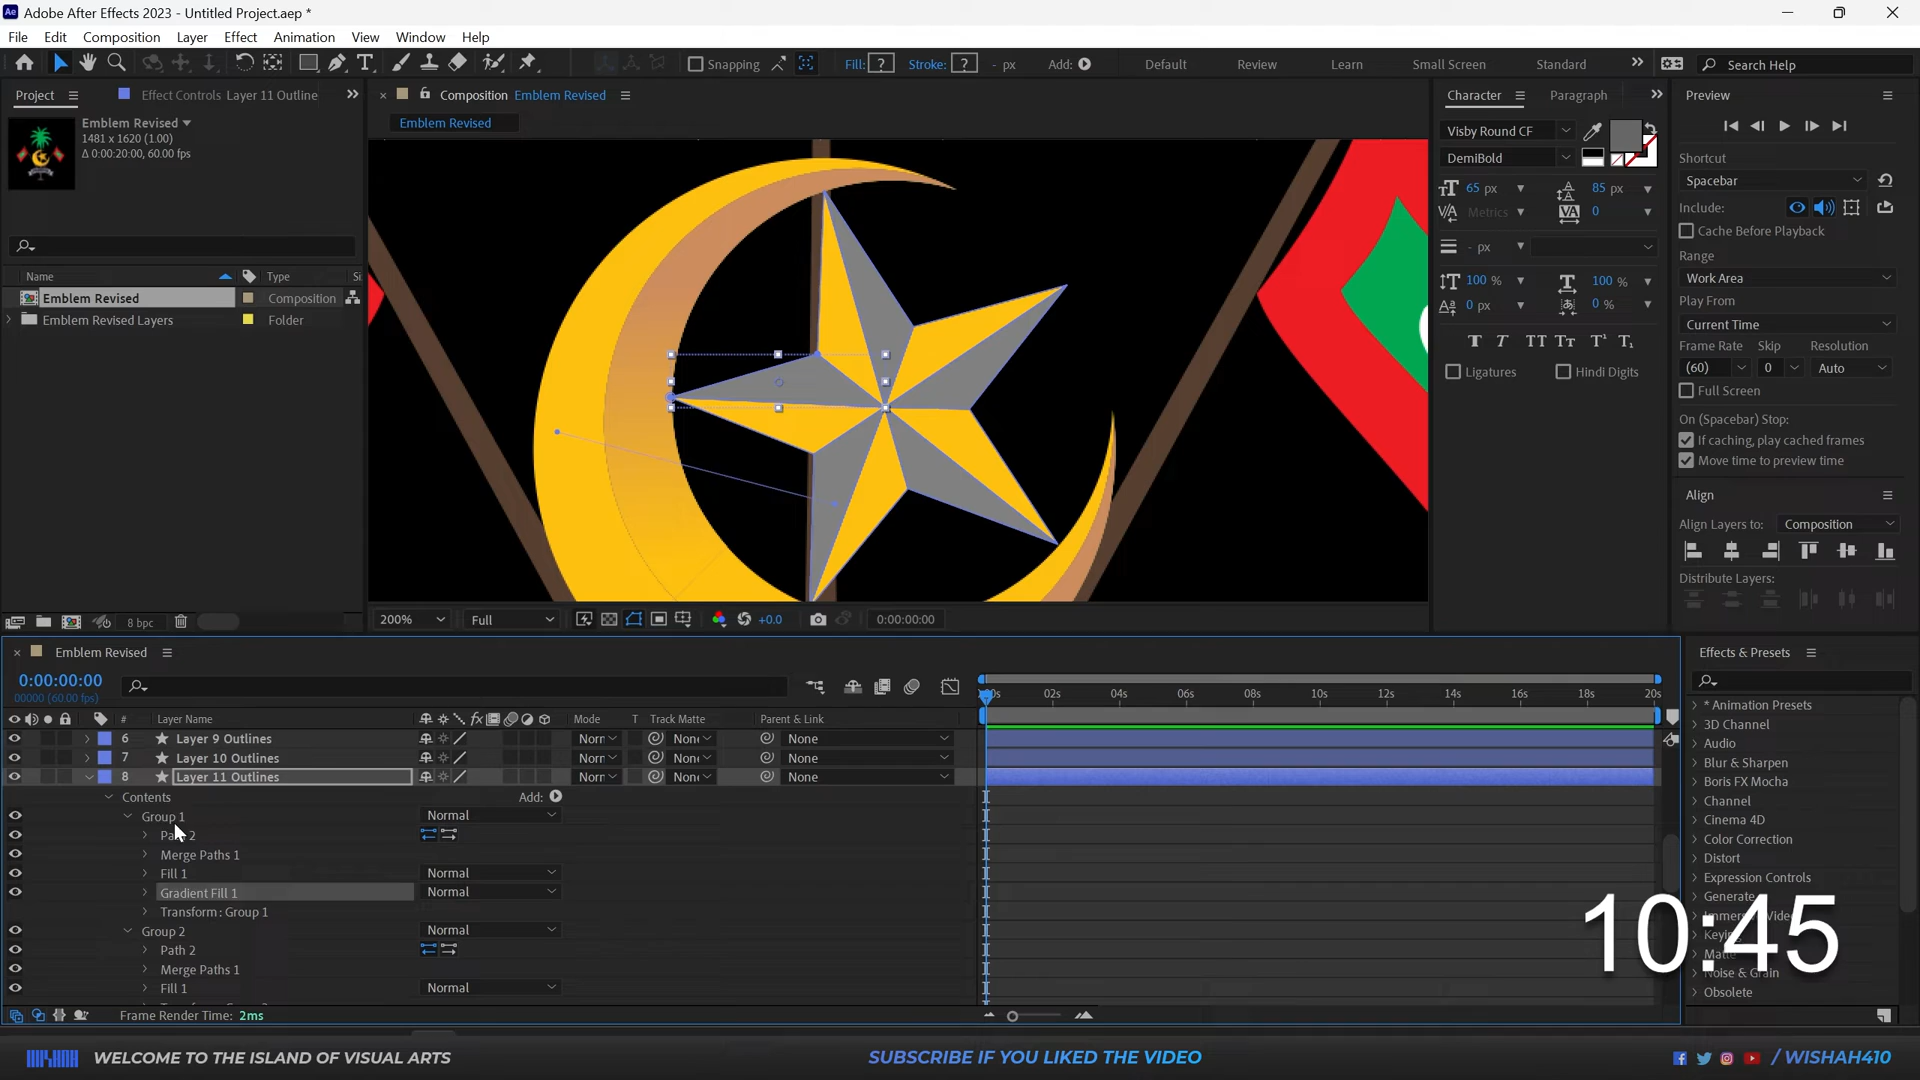 Adobe After Effects 2023 - Untitled Project.aep *
File Edit Composition Layer Effect Animation View Window Help
Snapping Fill: ? Stroke: ? - px Add: Default Review Learn Small Screen Standard Search Help
Project Effect Controls Layer 11 Outline
Emblem Revised
1481 x 1620 (1.00)
Δ 0:00:20:00, 60.00 fps
Name Type Si
Emblem Revised Composition
Emblem Revised Layers Folder
8 bpc
Composition Emblem Revised
Emblem Revised
200% Full +0.0 0:00:00:00
Character Paragraph
Visby Round CF
DemiBold
65 px 85 px
Metrics 0
- px
100 % 100 %
0 px 0 %
Ligatures Hindi Digits
Preview
Shortcut
Spacebar
Include:
Cache Before Playback
Range
Work Area
Play From
Current Time
Frame Rate Skip Resolution
(60) 0 Auto
Full Screen
On (Spacebar) Stop:
If caching, play cached frames
Move time to preview time
Align
Align Layers to: Composition
Distribute Layers:
Emblem Revised
0:00:00:00
00000 (60.00 fps)
# Layer Name Mode T Track Matte Parent & Link
02s 04s 06s 08s 10s 12s 14s 16s 18s 20s
6 Layer 9 Outlines Norr None
7 Layer 10 Outlines Norr None
8 Layer 11 Outlines Norr None
Contents Add:
Group 1 Normal
Merge Paths 1
Fill 1 Normal
Gradient Fill 1 Normal
Transform: Group 1
Group 2 Normal
Path 2
Merge Paths 1
Fill 1 Normal
Frame Render Time: 2ms
Effects & Presets
* Animation Presets
3D Channel
Audio
Blur & Sharpen
Boris FX Mocha
Channel
Cinema 4D
Color Correction
Distort
Expression Controls
Generate
Noise & Grain
Obsolete
10:45
WELCOME TO THE ISLAND OF VISUAL ARTS
SUBSCRIBE IF YOU LIKED THE VIDEO
/ WISHAH410